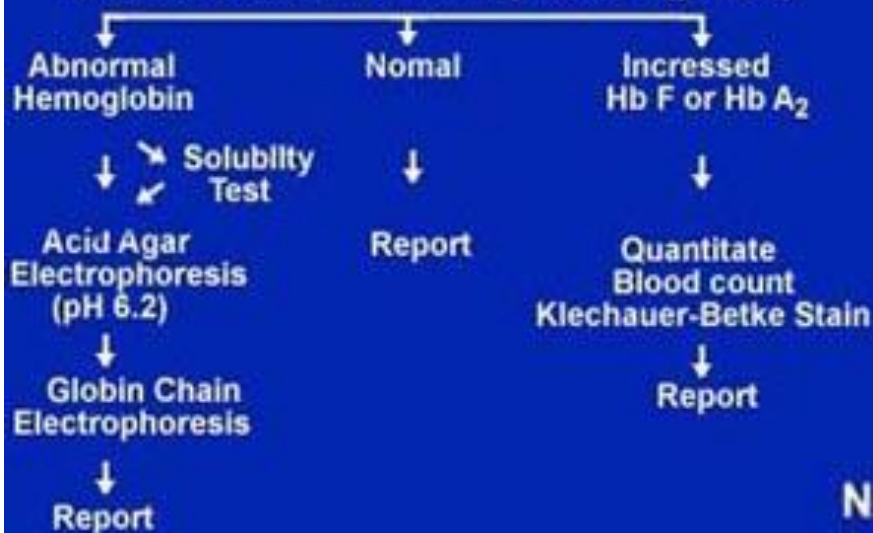 Abnormal
Hemoglobin
Nomal
Incressed
Hb F or Hb A₂
Solubility
Test
Acid Agar
Electrophoresis
(pH 6.2)
Report
Quantitate
Blood count
Klechauer-Betke Stain
Globin Chain
Electrophoresis
Report
Report
N